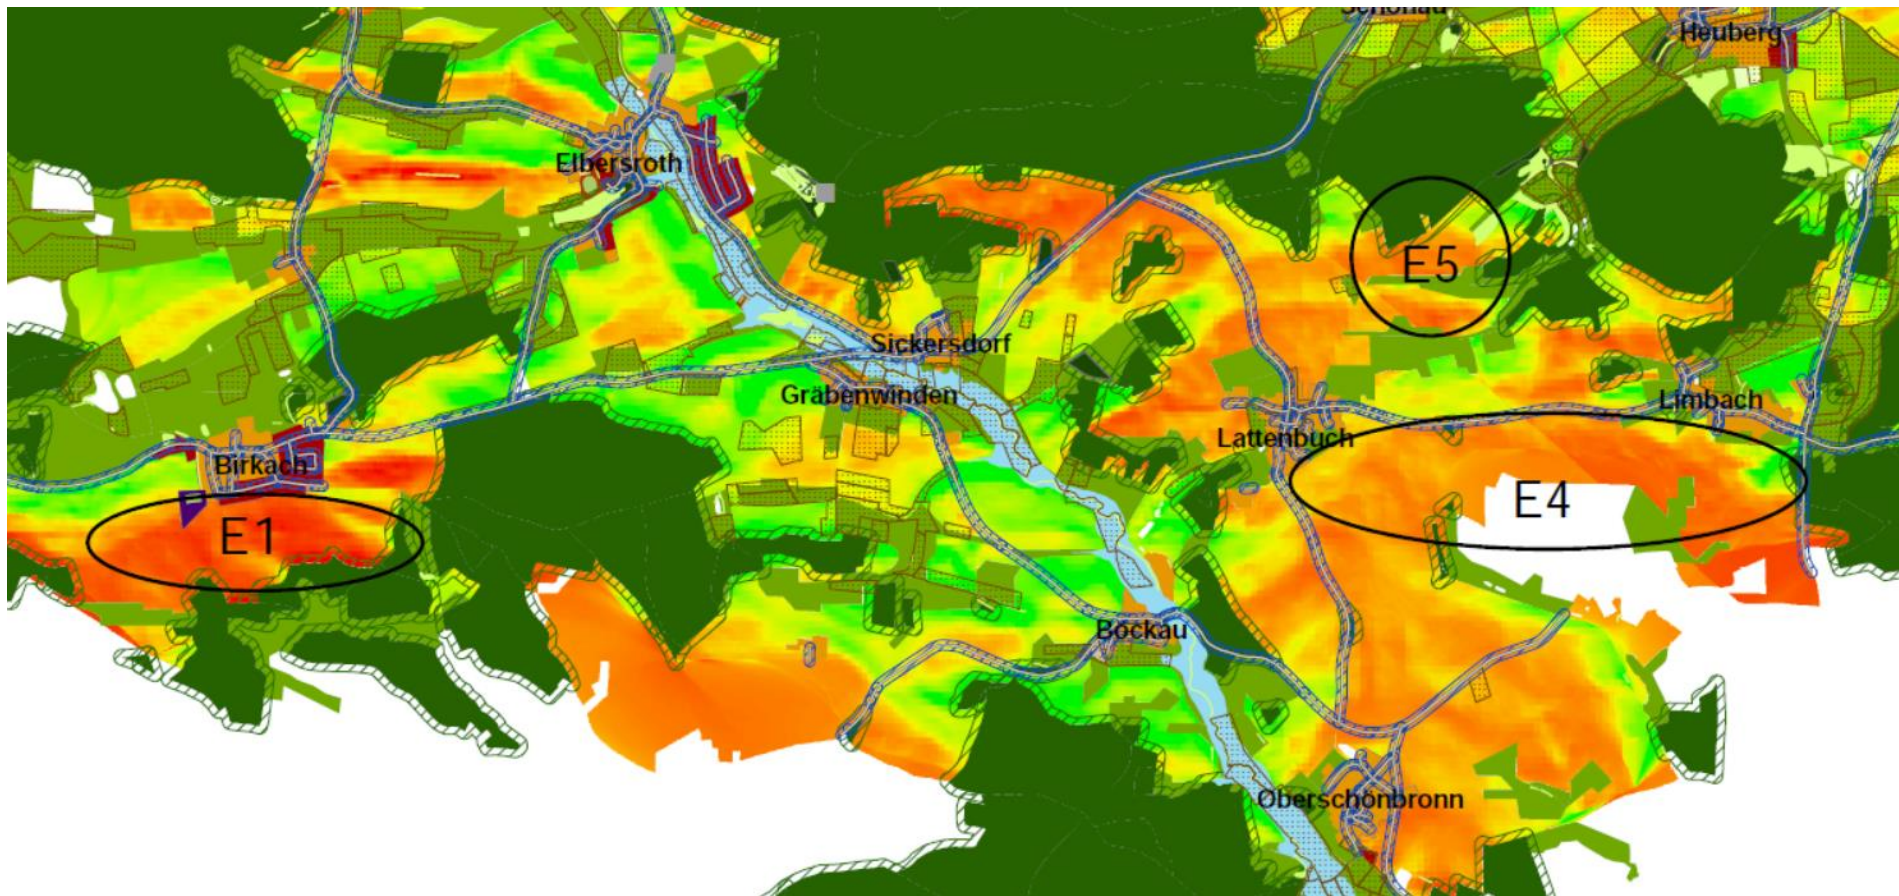 Heuberg
Elbersroth
E5
Sickersdorf
Gräbenwinden
Limbach
Lattenbuch
Birkach
E4
E1
Böckau
Oberschönbronn